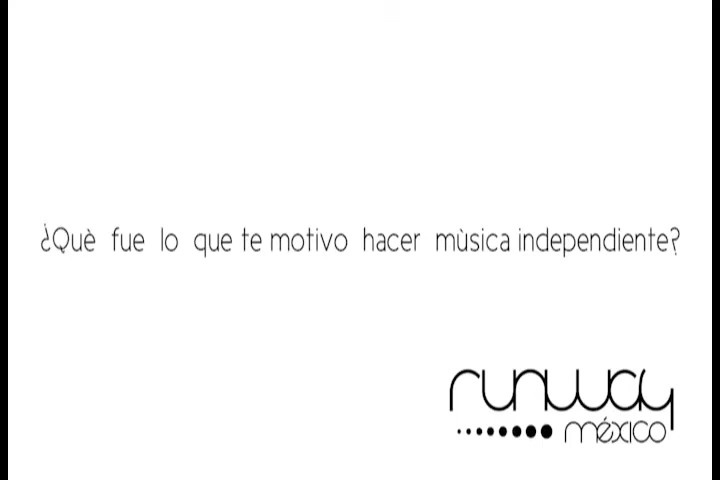 ¿Què fue lo que te motivo hacer mùsica independiente?
runway
méxico